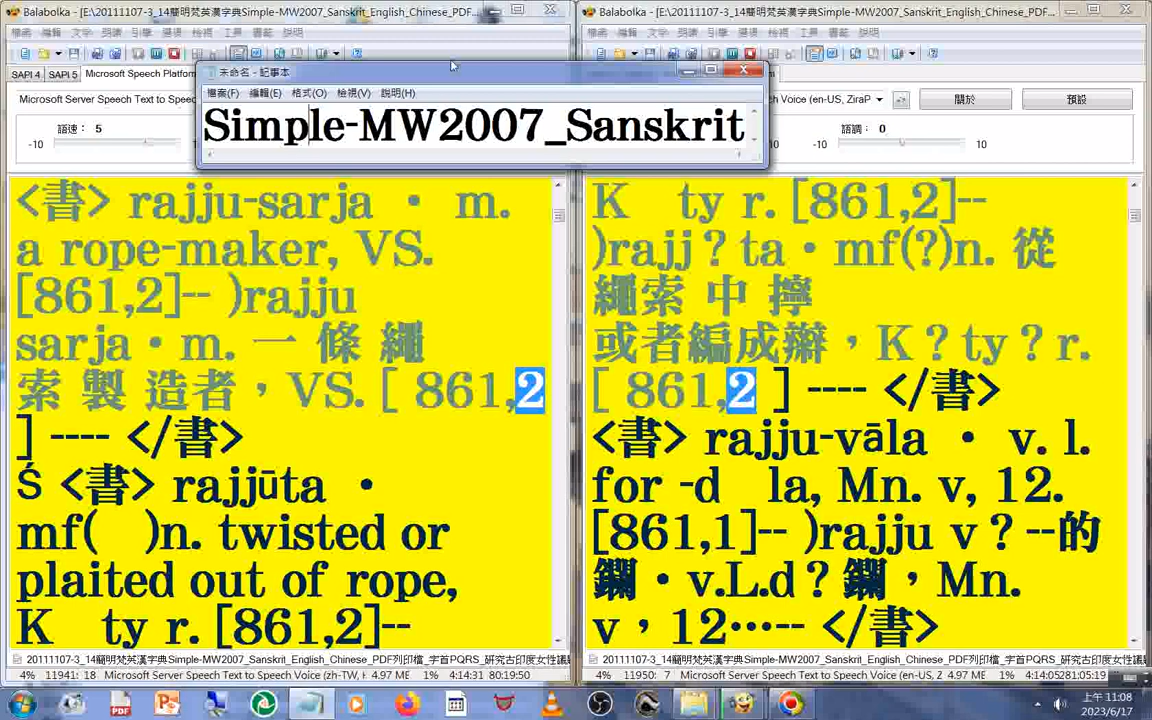 Balabolka - [E:\20111107-3_14簡明梵英漢字典Simple-MW2007_Sanskrit_English_Chinese_PDF...
SAPI 4 SAPI 5 Microsoft Speech Platfor
Microsoft Server Speech Text to Spee
語速： 5
-10
未命名 - 記事本
檔案(F) 編輯(E) 格式(O) 檢視(V) 說明(H)
Simple-MW2007_Sanskrit
<書> rajju-sarja • m.
a rope-maker, VS.
[861,2]-- )rajju
sarja•m. 一 條 繩
索 製 造者，VS. [ 861,2
] ---- </書>
Ś <書> rajjūta •
mf( )n. twisted or
plaited out of rope,
K ty r. [861,2]--
20111107-3_14簡明梵英漢字典Simple-MW2007_Sanskrit_English_Chinese_PDF列印檔_字首PQRS_研究古印度女性議
4% 11941: 18 Microsoft Server Speech Text to Speech Voice (zh-TW, H 4.97 MB 1% 4:14:31 80:19:50
Balabolka - [E:\20111107-3_14簡明梵英漢字典Simple-MW2007_Sanskrit_English_Chinese_PDF...
Voice (en-US, ZiraP 關於 預設
語調： 0
-10 10
K ty r. [861,2]--
)rajj？ta•mf(?)n. 從
繩索 中 擰
或者編成辮，K？ty？r.
[ 861,2 ] ---- </書>
<書> rajju-vāla • v. l.
for -d la, Mn. v, 12.
[861,1]-- )rajju v？--的
鑭•v.L.d？鑭，Mn.
v，12…-- </書>
20111107-3_14簡明梵英漢字典Simple-MW2007_Sanskrit_English_Chinese_PDF列印檔_字首PQRS_研究古印度女性議
4% 11950: 7 Microsoft Server Speech Text to Speech Voice (en-US, Z 4.97 MB 1% 4:14:05281:05:19
上午 11:08
2023/6/17